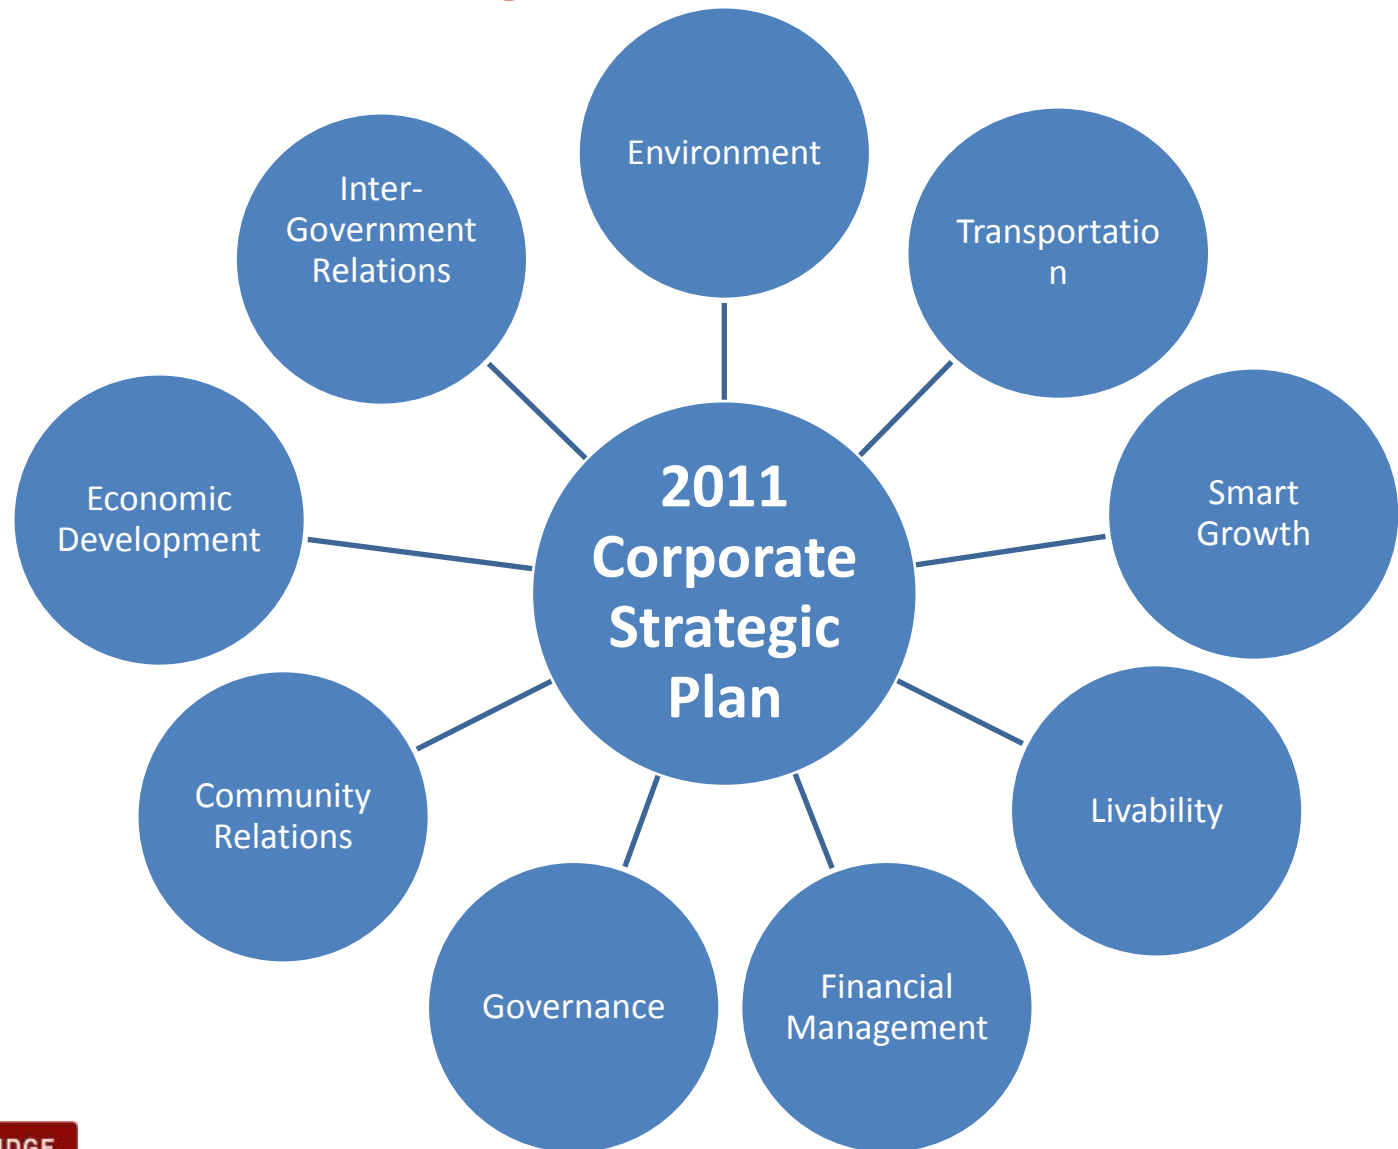 Environment
Inter-
Government
Relations
Transportatio
n
Economic
Development
2011
Corporate
Strategic
Plan
Smart
Growth
Community
Relations
Livability
Governance
Financial
Management